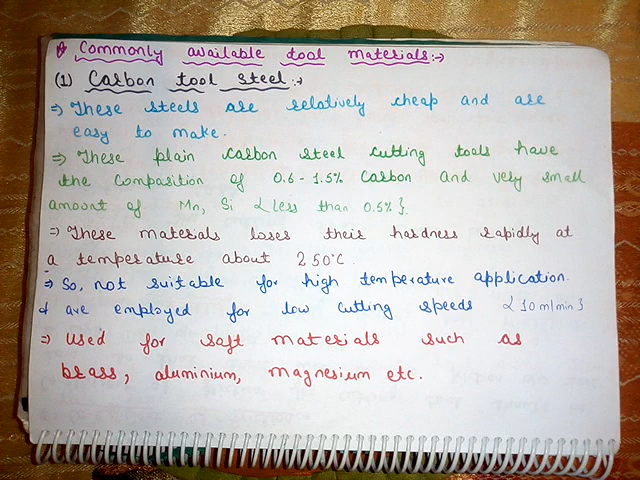 * Commonly available tool materials:→
(1) Carbon tool steel:→
⇒ These steels are relatively cheap and are
easy to make.
⇒ These plain carbon steel cutting tools have
the composition of 0.6 - 1.5% carbon and very small
amount of Mn, Si {less than 0.5%}.
⇒ These materials loses their hardness rapidly at
a temperature about 250°C.
⇒ So, not suitable for high temperature application.
& are employed for low cutting speeds {10 m/min}
⇒ Used for soft materials such as
brass, aluminium, magnesium etc.